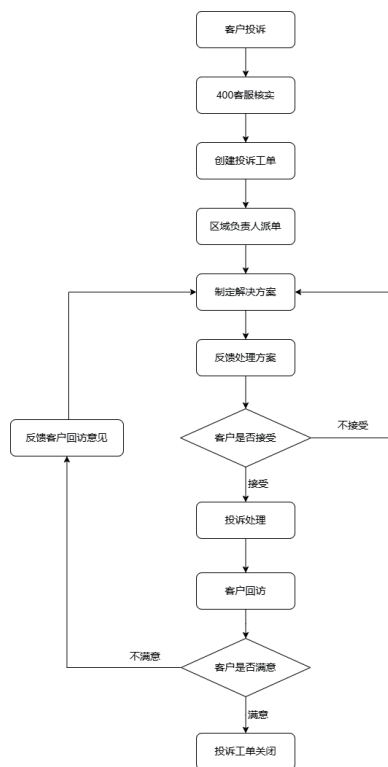 客户投诉
400客服核实
创建投诉工单
区域负责人派单
制定解决方案
反馈处理方案
客户是否接受
不接受
反馈客户回访意见
接受
投诉处理
客户回访
不满意
客户是否满意
满意
投诉工单关闭